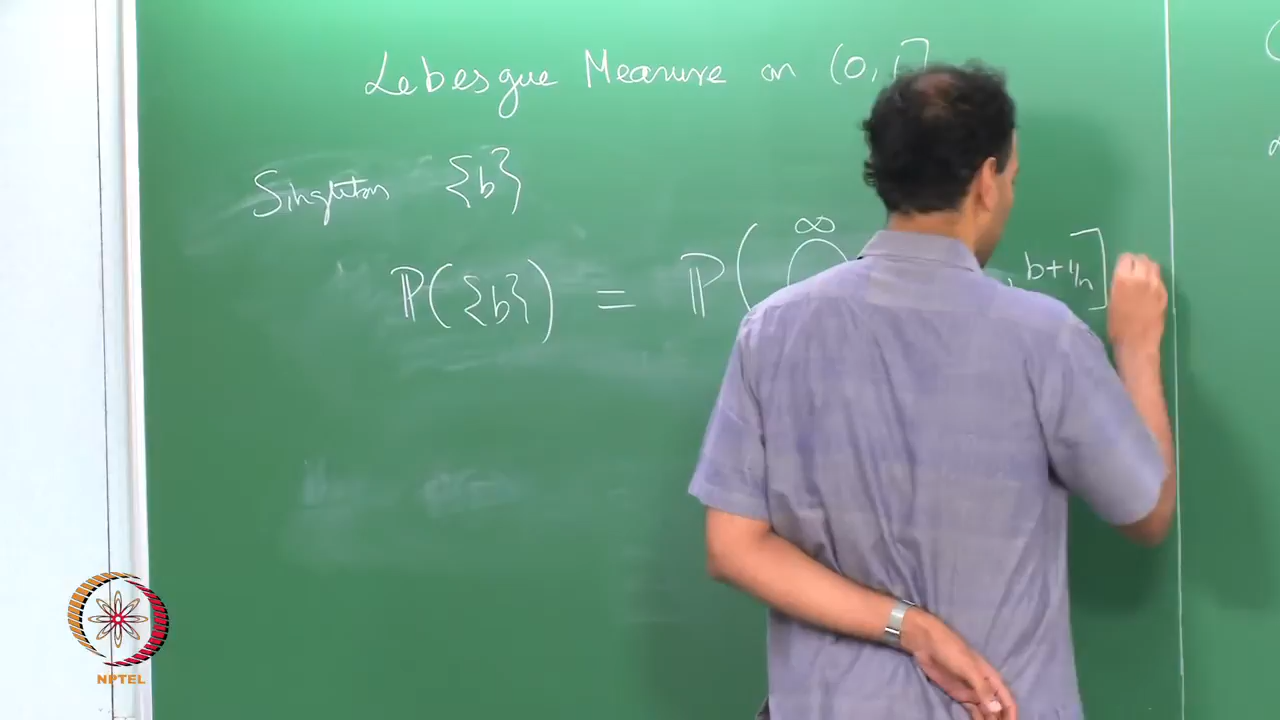 Lebesgue Measure on (0,1]
Singleton {b}
ℙ({b}) = ℙ(∞ ⋂ , b+1/n]
NPTEL